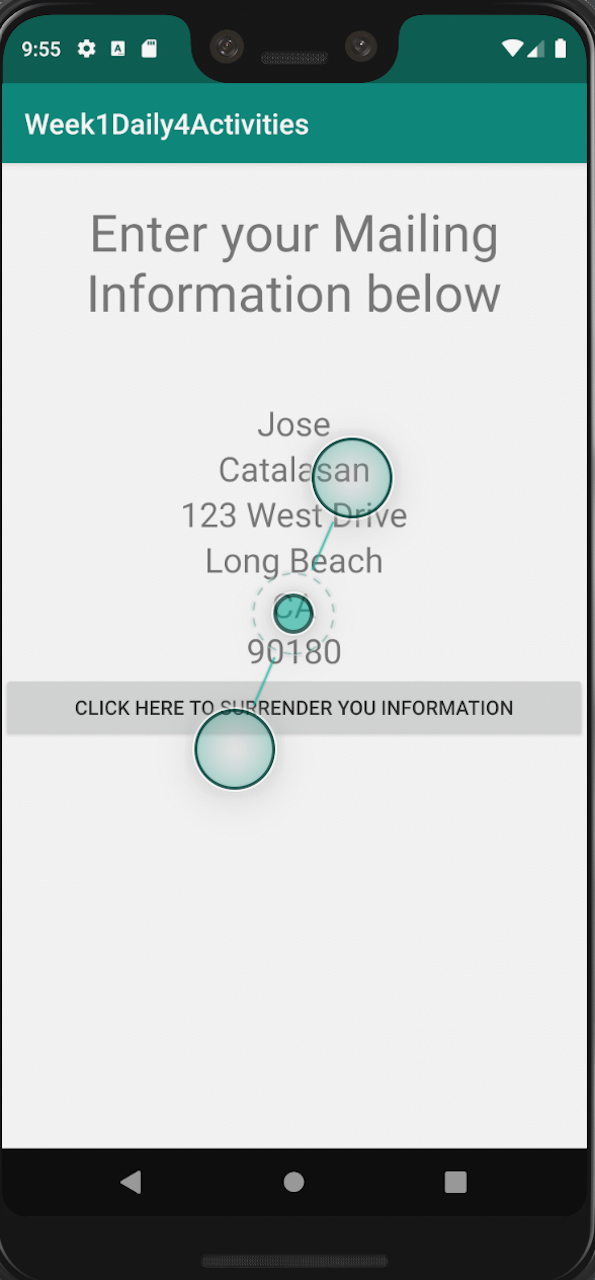 9:55
Week1Daily4Activities
Enter your Mailing
Information below
Jose
Catalasan
123 West Drive
Long Beach
CA
90180
CLICK HERE TO SURRENDER YOU INFORMATION